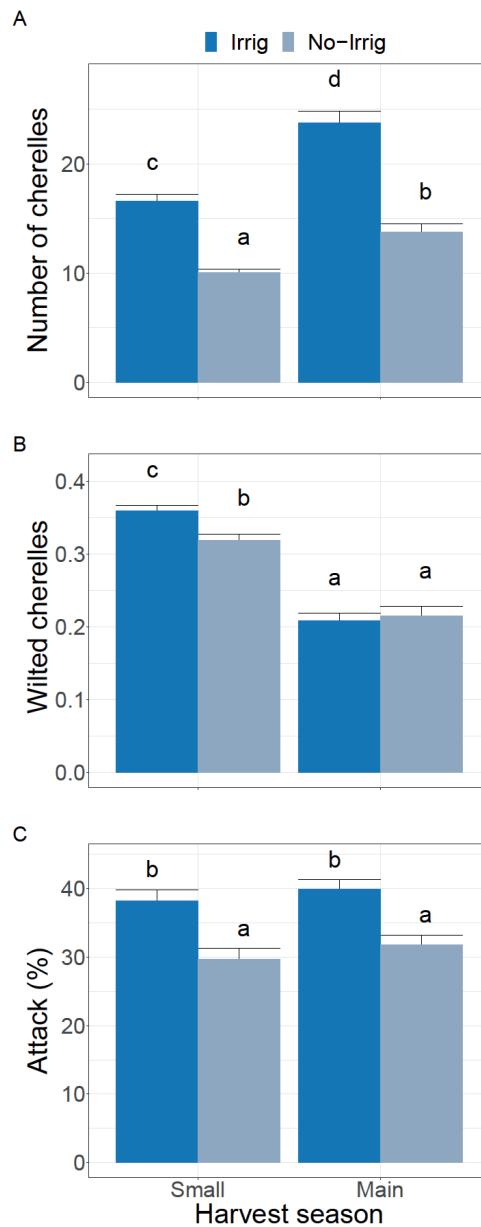 A
Irrig No−Irrig
Number of cherelles
20
10
0
c
a
d
b
B
Wilted cherelles
0.4
0.3
0.2
0.1
0.0
c
b
a
a
C
Attack (%)
40
30
20
10
0
b
a
b
a
Small Main
Harvest season